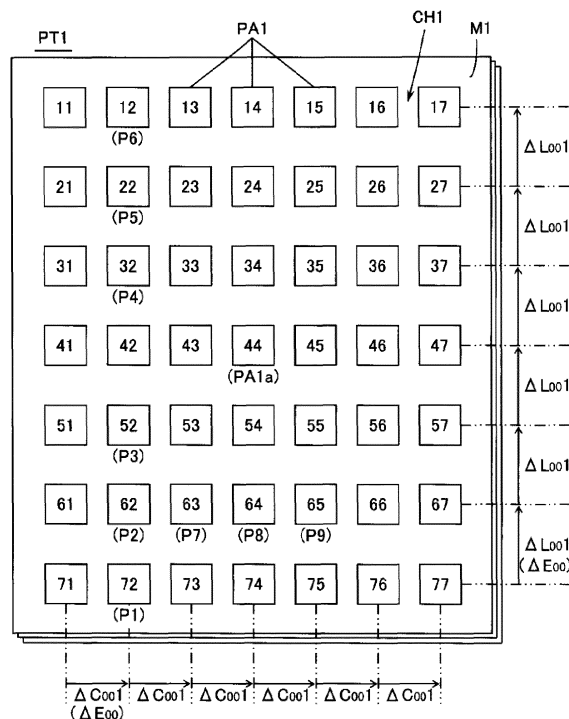 PT1 PA1 CH1 M1
11 12 13 14 15 16 17
(P6)
ΔL001
21 22 23 24 25 26 27
(P5)
ΔL001
31 32 33 34 35 36 37
(P4)
ΔL001
41 42 43 44 45 46 47
(PA1a)
ΔL001
51 52 53 54 55 56 57
(P3)
ΔL001
61 62 63 64 65 66 67
(P2) (P7) (P8) (P9)
ΔL001
(ΔE00)
71 72 73 74 75 76 77
(P1)
ΔC001 ΔC001 ΔC001 ΔC001 ΔC001 ΔC001
(ΔE00)